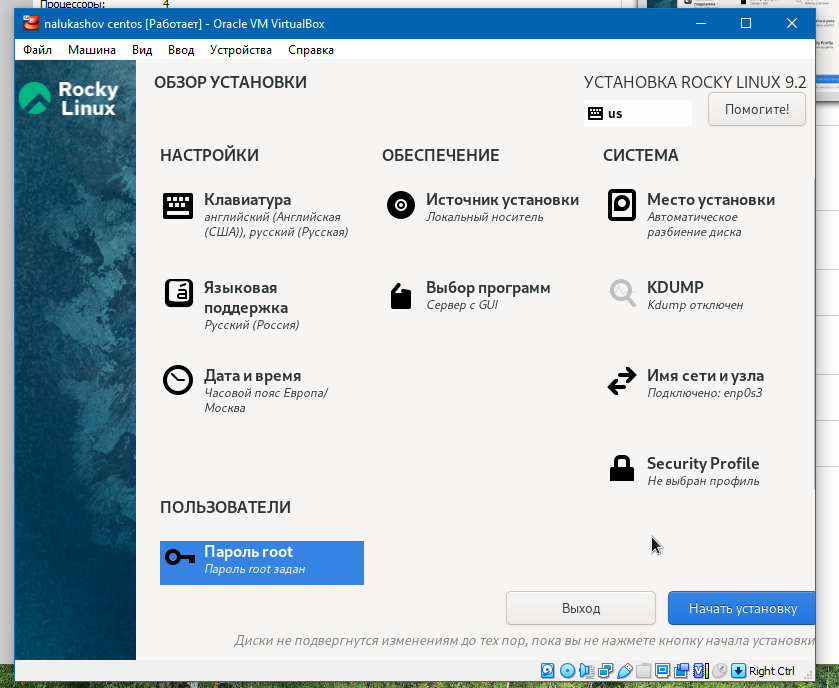 Процессоры:
4
nalukashov centos [Работает] - Oracle VM VirtualBox
Файл Машина Вид Ввод Устройства Справка
Rocky
Linux
ОБЗОР УСТАНОВКИ
УСТАНОВКА ROCKY LINUX 9.2
us
Помогите!
НАСТРОЙКИ
Клавиатура
английский (Английская
(США)), русский (Русская)
Языковая
поддержка
Русский (Россия)
Дата и время
Часовой пояс Европа/
Москва
ОБЕСПЕЧЕНИЕ
Источник установки
Локальный носитель
Выбор программ
Сервер с GUI
СИСТЕМА
Место установки
Автоматическое
разбиение диска
KDUMP
Kdump отключен
Имя сети и узла
Подключено: enp0s3
Security Profile
Не выбран профиль
ПОЛЬЗОВАТЕЛИ
Пароль root
Пароль root задан
Выход
Начать установку
Диски не подвергнутся изменениям до тех пор, пока вы не нажмете кнопку начала установки
Right Ctrl